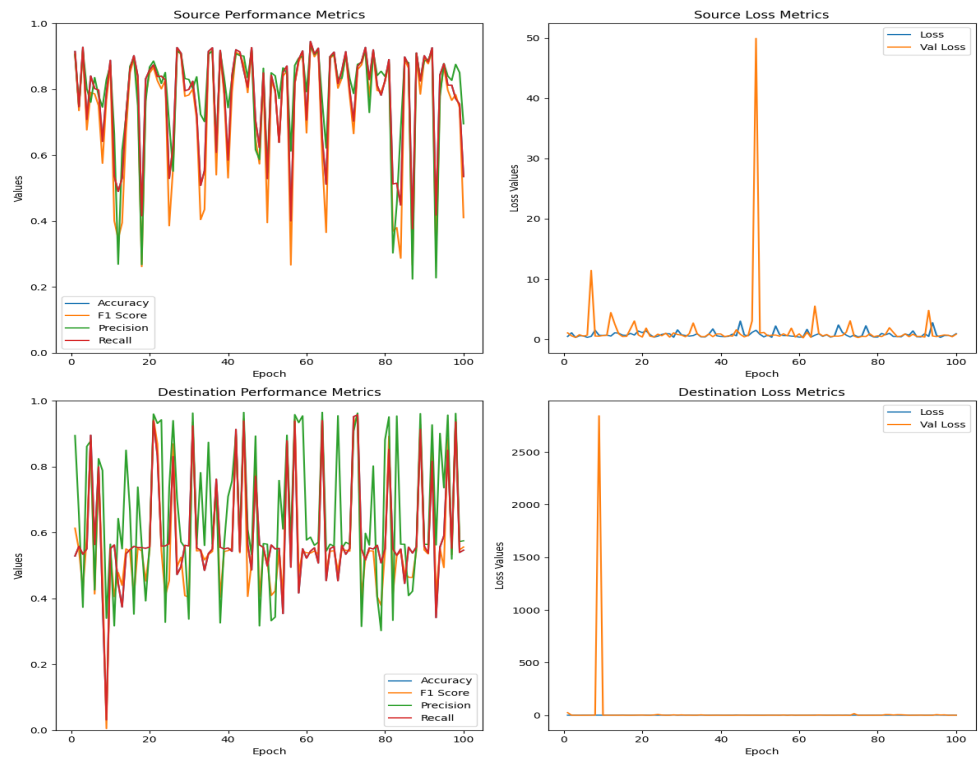 Source Performance Metrics
1.0
0.8
0.6
0.4
0.2
0.0
Values
0
20
40
60
80
100
Epoch
Accuracy
F1 Score
Precision
Recall
Source Loss Metrics
50
40
30
20
10
0
Loss Values
0
20
40
60
80
100
Epoch
Loss
Val Loss
Destination Performance Metrics
1.0
0.8
0.6
0.4
0.2
0.0
Values
0
20
40
60
80
100
Epoch
Accuracy
F1 Score
Precision
Recall
Destination Loss Metrics
2500
2000
1500
1000
500
0
Loss Values
0
20
40
60
80
100
Epoch
Loss
Val Loss